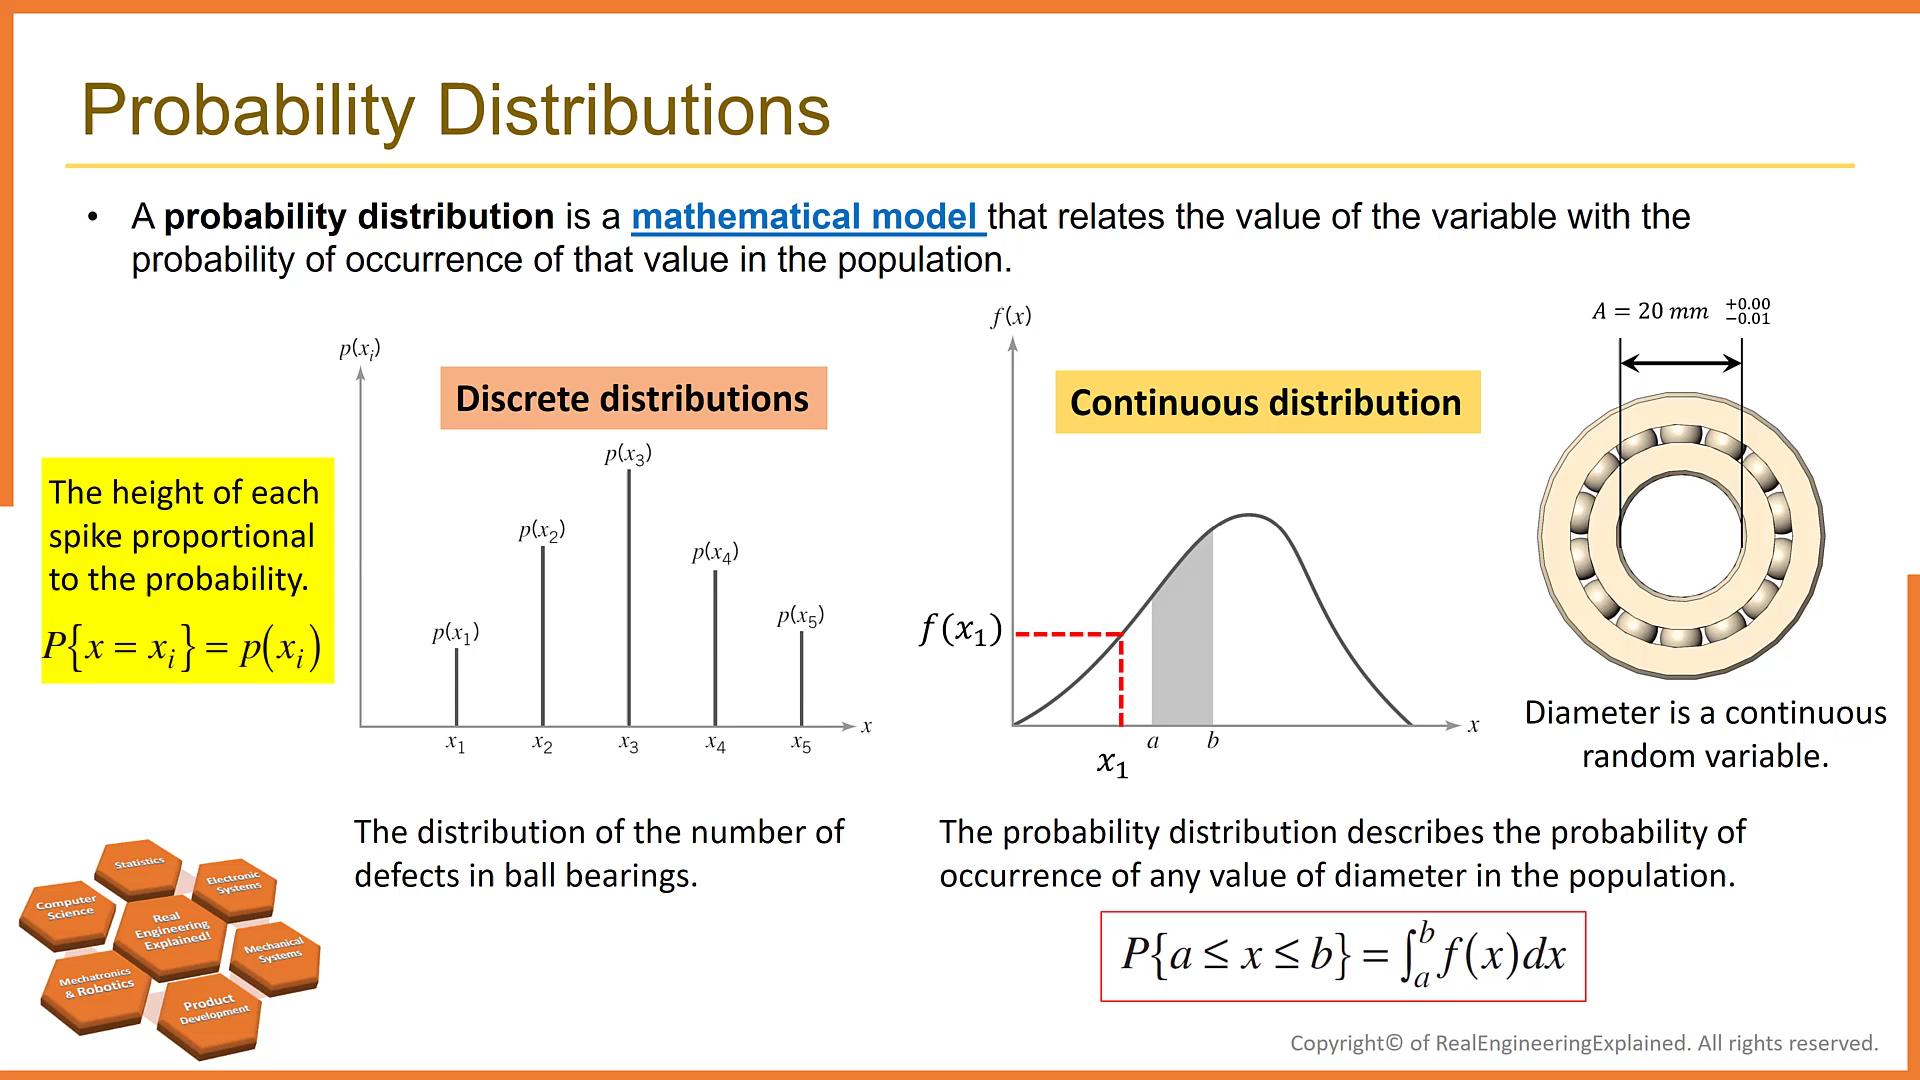 Probability Distributions
• A probability distribution is a mathematical model that relates the value of the variable with the
probability of occurrence of that value in the population.
p(xᵢ)
Discrete distributions
p(x₁)
p(x₂)
p(x₃)
p(x₄)
p(x₅)
x₁ x₂ x₃ x₄ x₅ x
The height of each
spike proportional
to the probability.
P{x = xᵢ} = p(xᵢ)
The distribution of the number of
defects in ball bearings.
f(x)
Continuous distribution
f(x₁)
x₁
a b x
A = 20 mm +0.00
−0.01
Diameter is a continuous
random variable.
The probability distribution describes the probability of
occurrence of any value of diameter in the population.
P{a ≤ x ≤ b} = ∫ₐᵇ f(x)dx
Statistics
Electronic
Systems
Computer
Science
Real
Engineering
Explained!
Mechanical
Systems
Mechatronics
& Robotics
Product
Development
Copyright© of RealEngineeringExplained. All rights reserved.